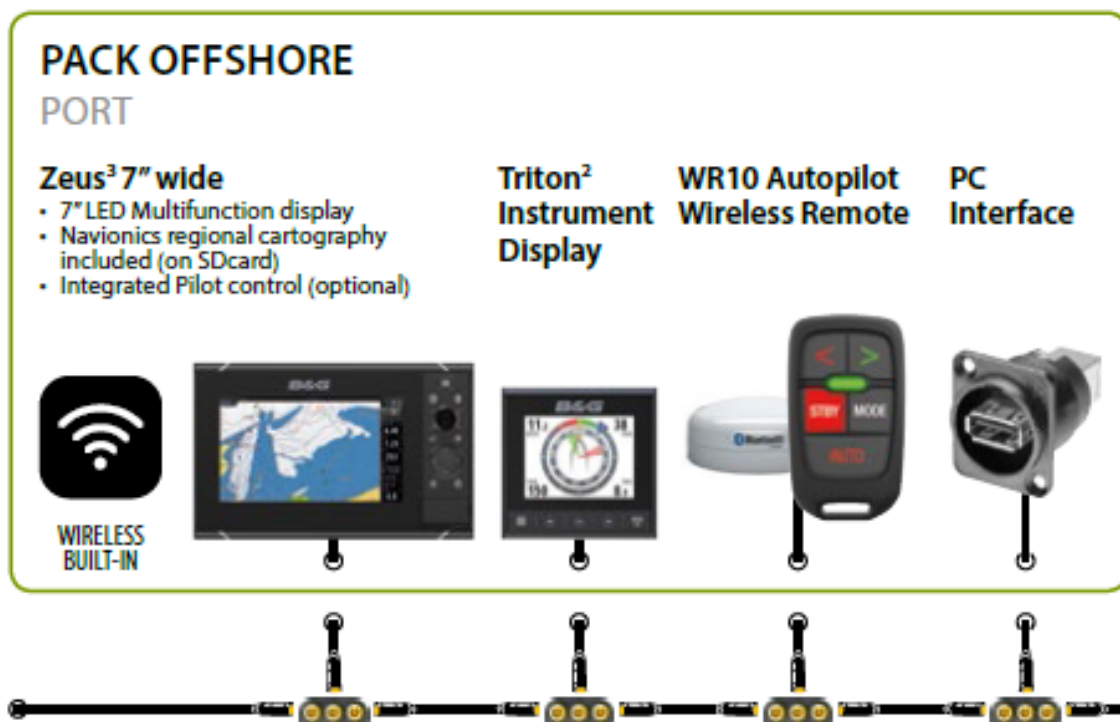 PACK OFFSHORE
PORT
Zeus³ 7" wide
• 7" LED Multifunction display
• Navionics regional cartography
included (on SDcard)
• Integrated Pilot control (optional)
Triton²
Instrument
Display
WR10 Autopilot
Wireless Remote
PC
Interface
WIRELESS
BUILT-IN
B&G
B&G
Bluetooth
< >
STBY MODE
AUTO